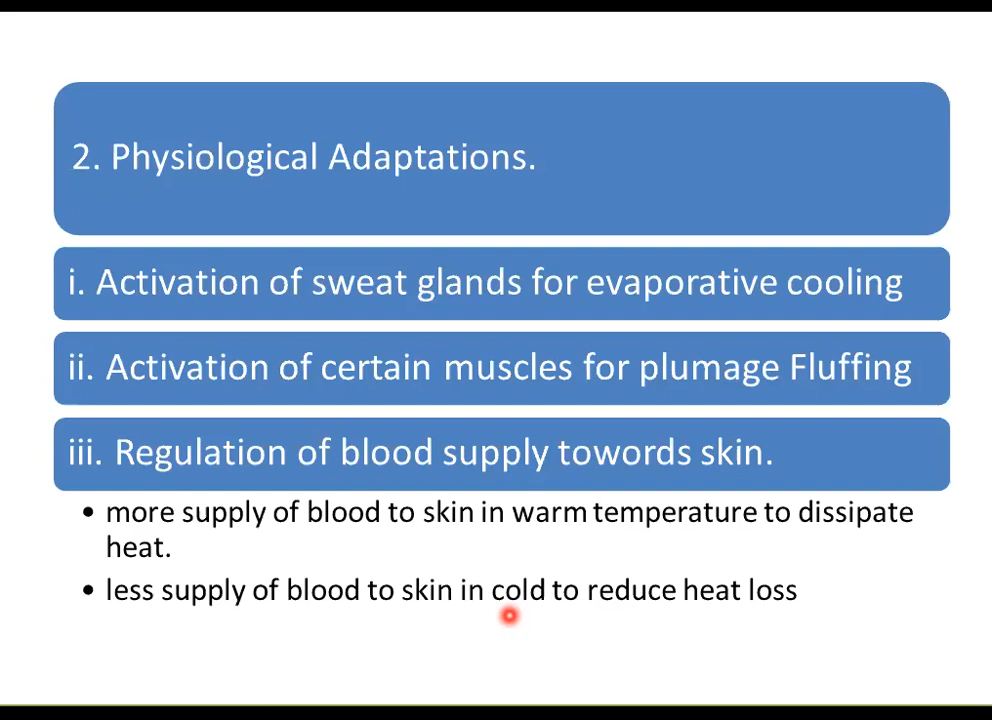 2. Physiological Adaptations.
i. Activation of sweat glands for evaporative cooling
ii. Activation of certain muscles for plumage Fluffing
iii. Regulation of blood supply towords skin.
• more supply of blood to skin in warm temperature to dissipate
heat.
• less supply of blood to skin in cold to reduce heat loss